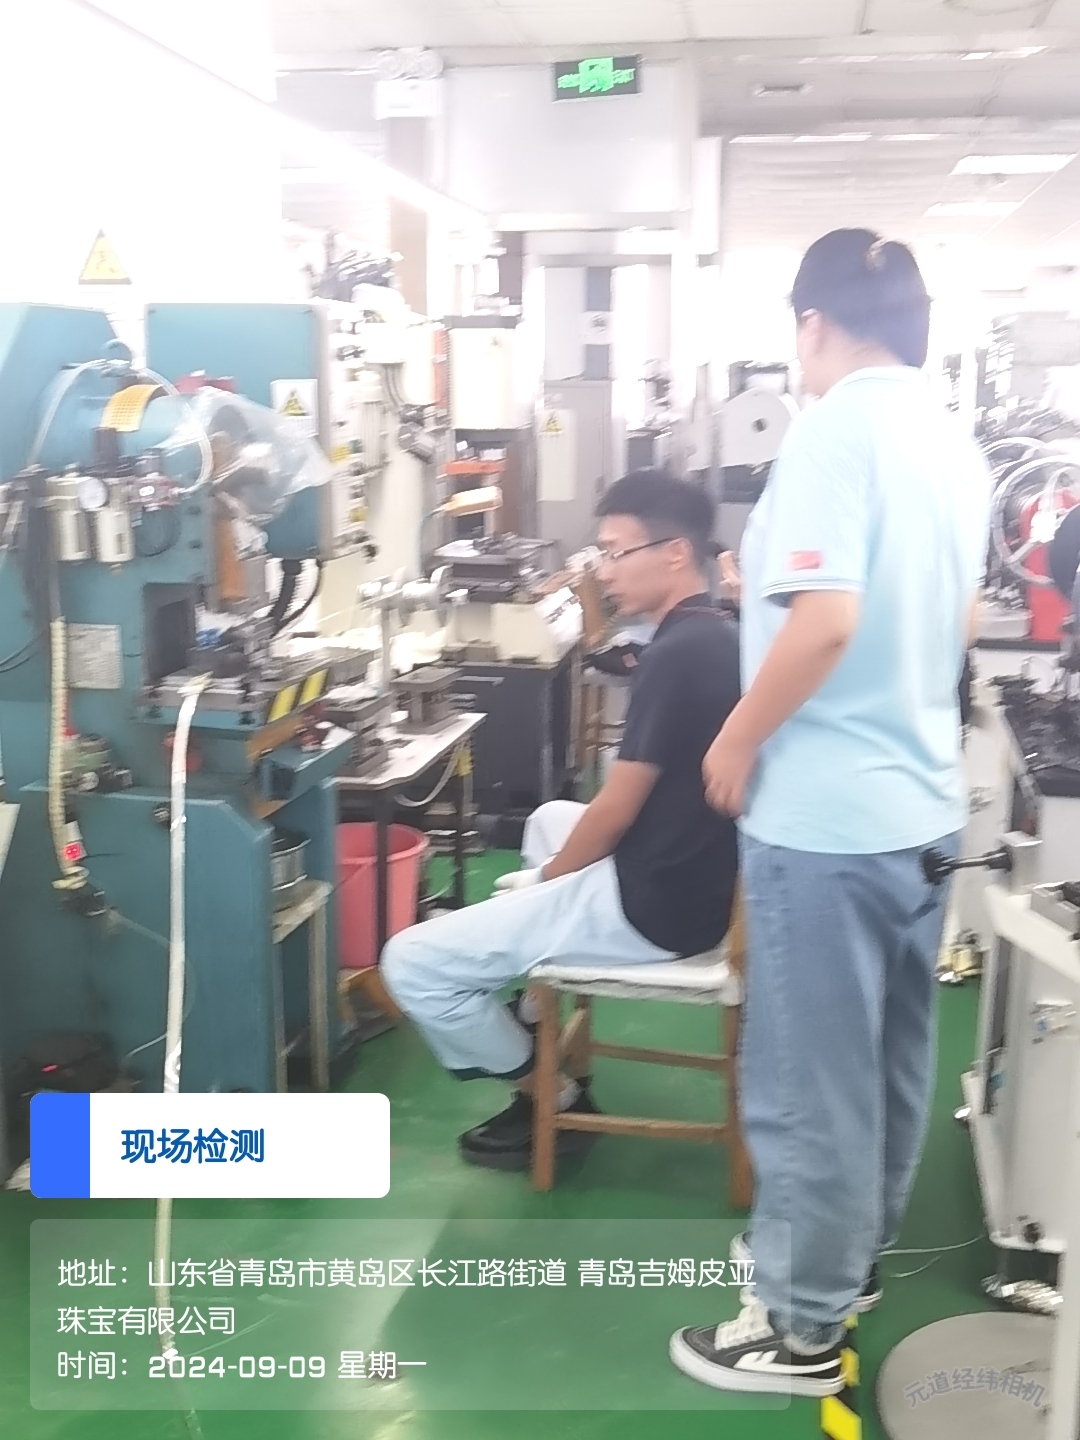 现场检测
地址：山东省青岛市黄岛区长江路街道 青岛吉姆皮亚
珠宝有限公司
时间：2024-09-09 星期一
元道经纬相机